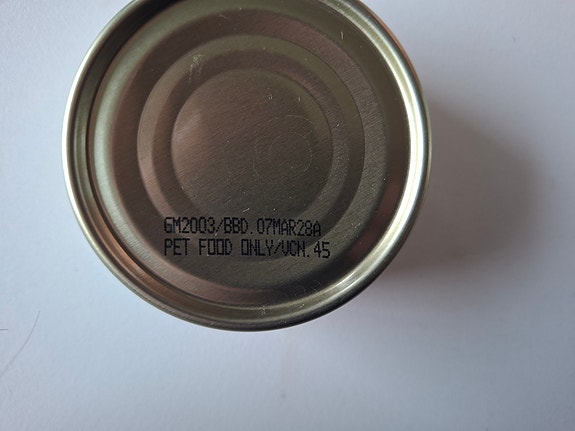 GM2003/BBD.07MAR28A
PET FOOD ONLY/VCN.45